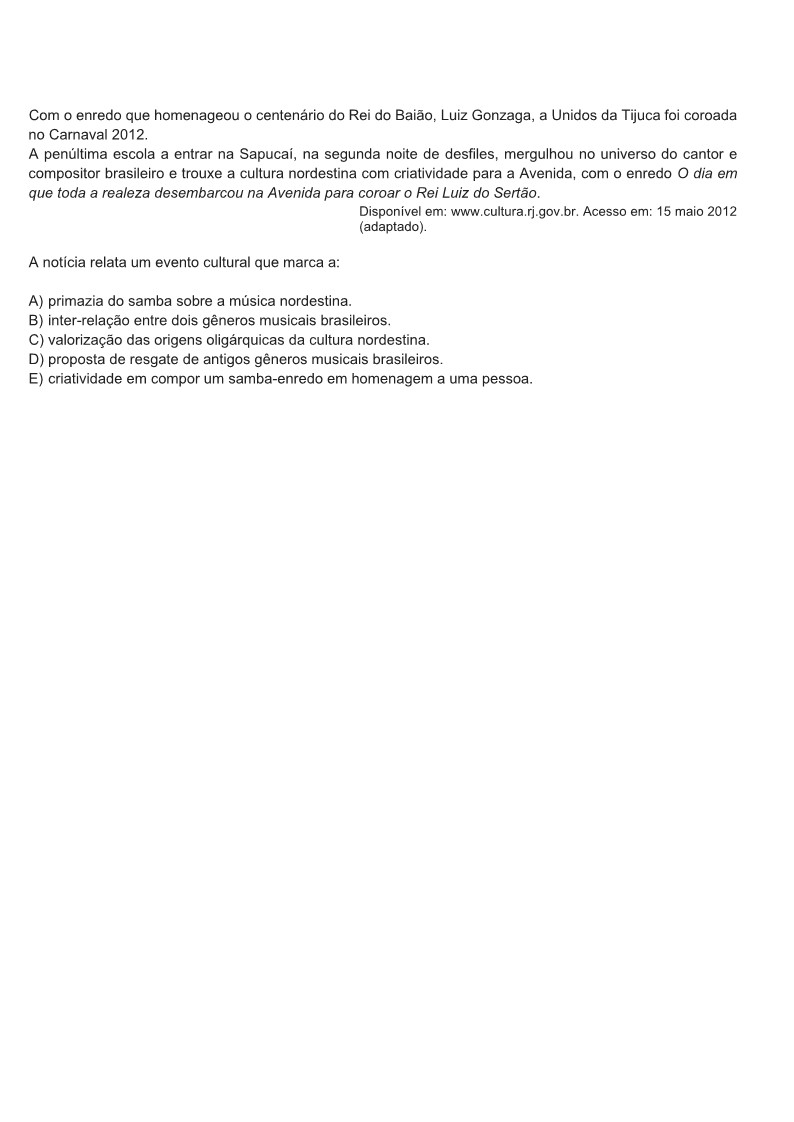 Com o enredo que homenageou o centenário do Rei do Baião, Luiz Gonzaga, a Unidos da Tijuca foi coroada
no Carnaval 2012.
A penúltima escola a entrar na Sapucaí, na segunda noite de desfiles, mergulhou no universo do cantor e
compositor brasileiro e trouxe a cultura nordestina com criatividade para a Avenida, com o enredo O dia em
que toda a realeza desembarcou na Avenida para coroar o Rei Luiz do Sertão.
Disponível em: www.cultura.rj.gov.br. Acesso em: 15 maio 2012
(adaptado).
A notícia relata um evento cultural que marca a:
A) primazia do samba sobre a música nordestina.
B) inter-relação entre dois gêneros musicais brasileiros.
C) valorização das origens oligárquicas da cultura nordestina.
D) proposta de resgate de antigos gêneros musicais brasileiros.
E) criatividade em compor um samba-enredo em homenagem a uma pessoa.